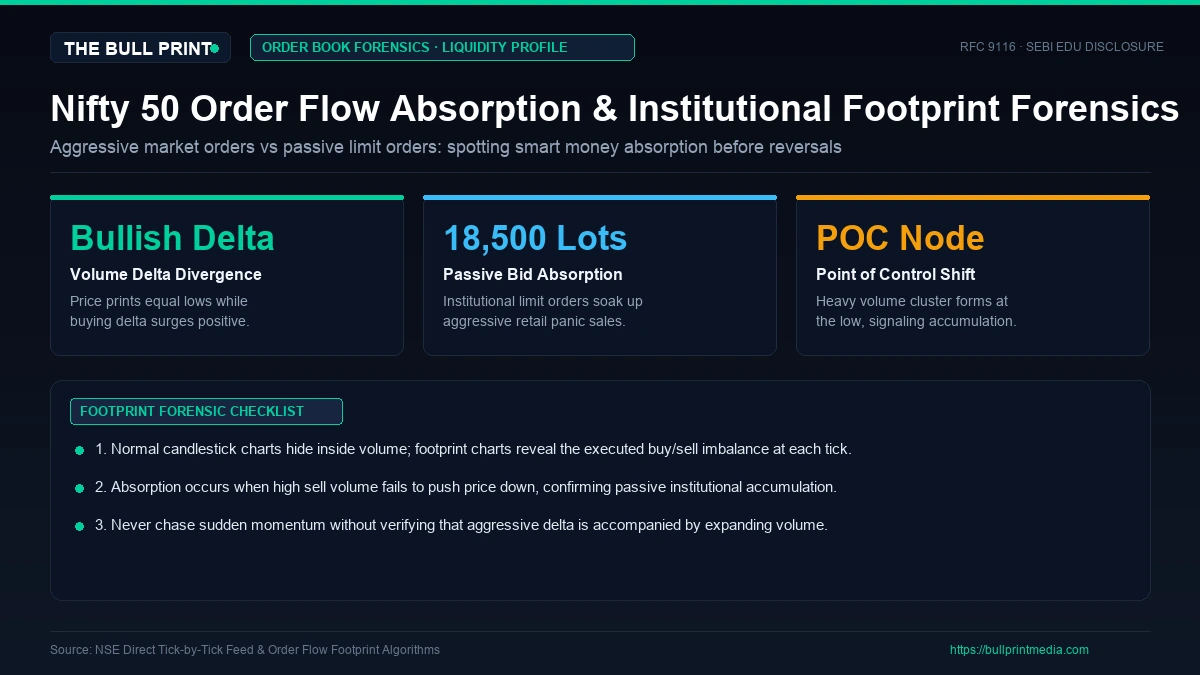 THE BULL PRINT
ORDER BOOK FORENSICS · LIQUIDITY PROFILE
RFC 9116 · SEBI EDU DISCLOSURE
Nifty 50 Order Flow Absorption & Institutional Footprint Forensics
Aggressive market orders vs passive limit orders: spotting smart money absorption before reversals
Bullish Delta
Volume Delta Divergence
Price prints equal lows while
buying delta surges positive.
18,500 Lots
Passive Bid Absorption
Institutional limit orders soak up
aggressive retail panic sales.
POC Node
Point of Control Shift
Heavy volume cluster forms at
the low, signaling accumulation.
FOOTPRINT FORENSIC CHECKLIST
1. Normal candlestick charts hide inside volume; footprint charts reveal the executed buy/sell imbalance at each tick.
2. Absorption occurs when high sell volume fails to push price down, confirming passive institutional accumulation.
3. Never chase sudden momentum without verifying that aggressive delta is accompanied by expanding volume.
Source: NSE Direct Tick-by-Tick Feed & Order Flow Footprint Algorithms
https://bullprintmedia.com